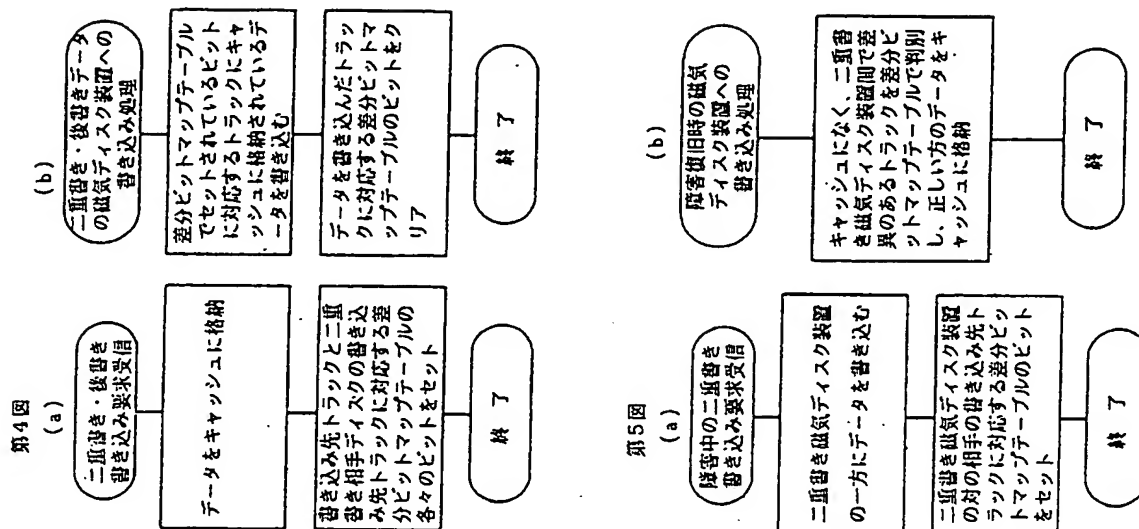 第4図
(a)
二重書き・後書き
書き込み要求受信
データをキャッシュに格納
書き込み先トラックと二重
書き相手ディスクの書き込
み先トラックに対応する差
分ビットマップテーブルの
各々のビットをセット
終 了
(b)
二重書き・後書きデータ
の磁気ディスク装置への
書き込み処理
差分ビットマップテーブル
でセットされているビット
に対応するトラックにキャ
ッシュに格納されているデ
ータを書き込む
データを書き込んだトラッ
クに対応する差分ビットマ
ップテーブルのビットをク
リア
終 了
第5図
(a)
障害中の二重書き
書き込み要求受信
二重書き磁気ディスク装置
の一方にデータを書き込む
二重書き磁気ディスク装置
の対の相手の書き込み先ト
ラックに対応する差分ビッ
トマップテーブルのビット
をセット
終 了
(b)
障害復旧時の磁気
ディスク装置への
書き込み処理
キャッシュになく、二重書
き磁気ディスク装置間で差
異のあるトラックを差分ビ
ットマップテーブルで判別
し、正しい方のデータをキ
ャッシュに格納
終 了